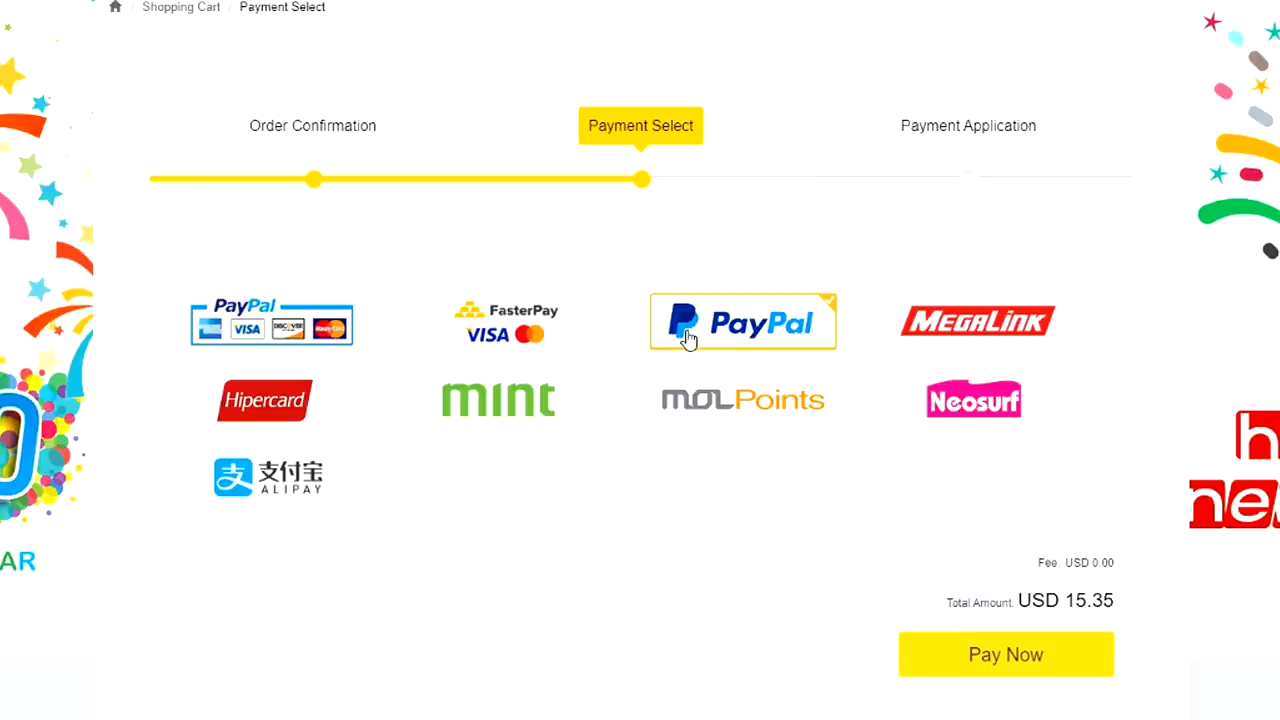 Shopping Cart / Payment Select
Order Confirmation
Payment Select
Payment Application
PayPal
VISA
DISCOVER
MasterCard
FasterPay
VISA
PayPal
MEGALINK
Hipercard
mint
MOLPoints
Neosurf
支付宝
ALIPAY
AR
h
ne
Fee. USD 0.00
Total Amount. USD 15.35
Pay Now